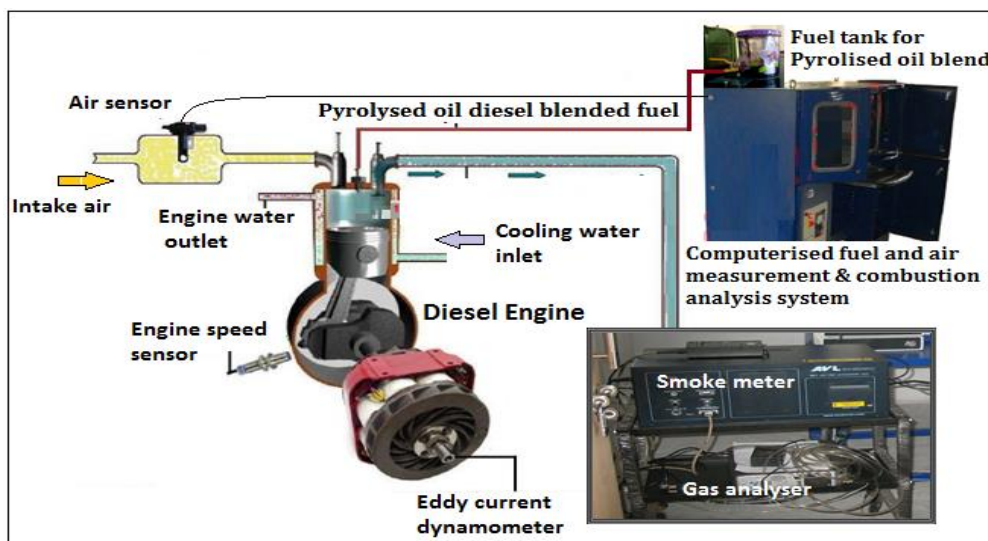 Fuel tank for
Pyrolised oil blend
Air sensor
Pyrolysed oil diesel blended fuel
Intake air
Engine water
outlet
Cooling water
inlet
Computerised fuel and air
measurement & combustion
analysis system
Diesel Engine
Engine speed
sensor
Smoke meter
AVL
Gas analyser
Eddy current
dynamometer